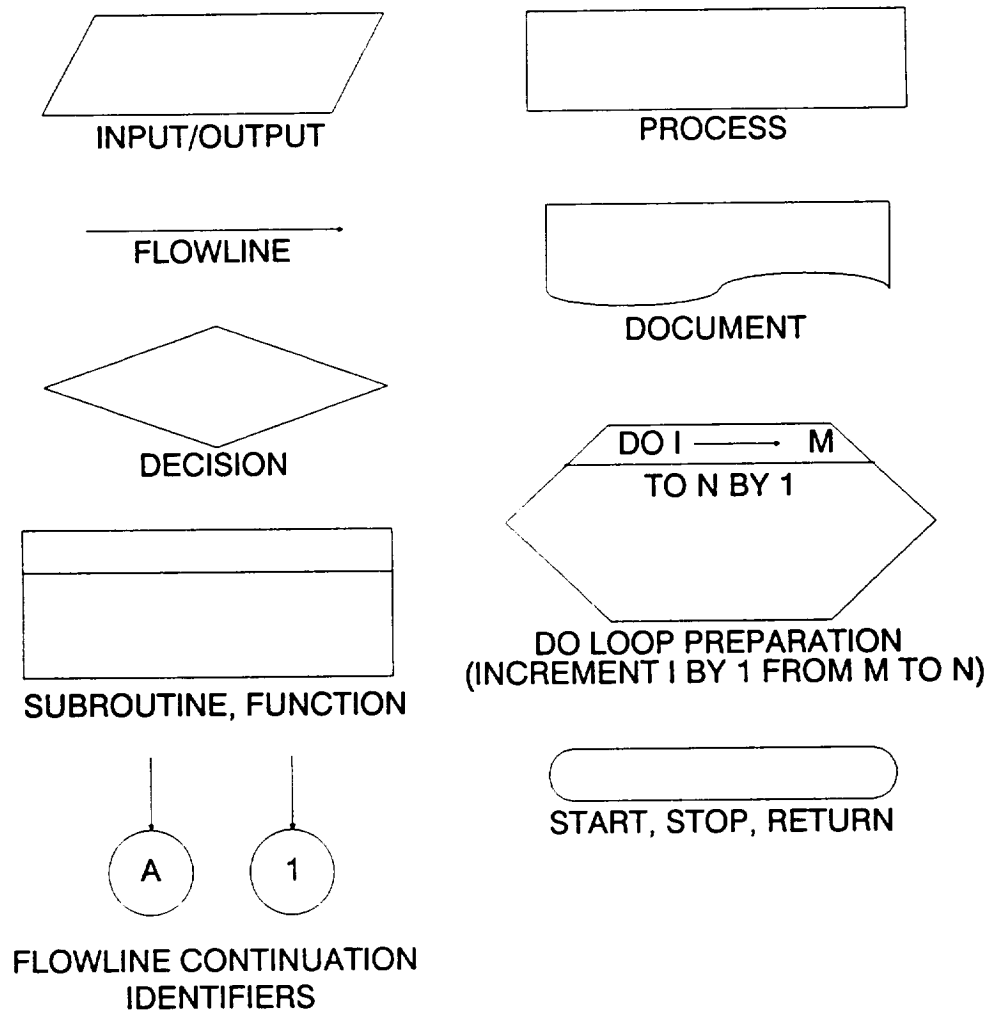 INPUT/OUTPUT
PROCESS
FLOWLINE
DOCUMENT
DECISION
DO I M
TO N BY 1
DO LOOP PREPARATION
(INCREMENT I BY 1 FROM M TO N)
SUBROUTINE, FUNCTION
START, STOP, RETURN
A
1
FLOWLINE CONTINUATION
IDENTIFIERS